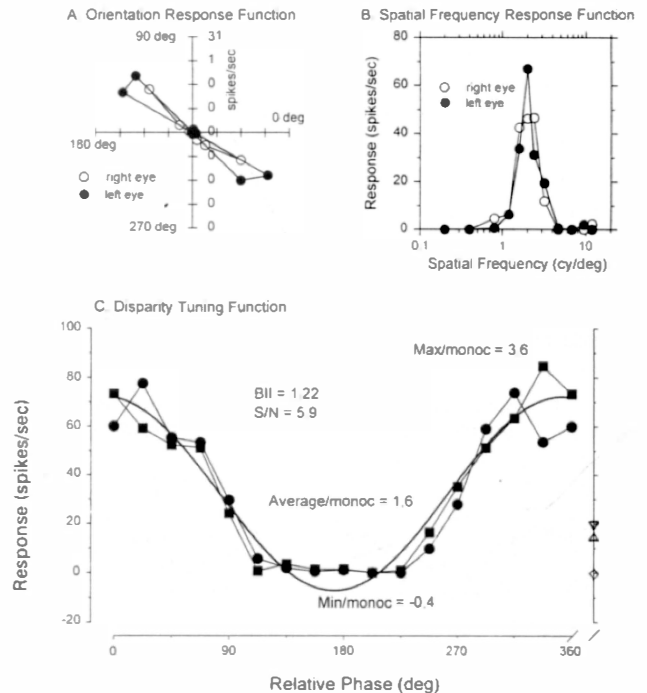 A. Orientation Response Function
90 deg
31
1
0
0
0
0
0
0
0
spikes/sec
0 deg
180 deg
right eye
left eye
270 deg
B. Spatial Frequency Response Function
80
60
40
20
0
Response (spikes/sec)
right eye
left eye
0.1
1
10
Spatial Frequency (cy/deg)
C. Disparity Tuning Function
100
80
60
40
20
0
-20
Response (spikes/sec)
Max/monoc = 3.6
BII = 1.22
S/N = 5.9
Average/monoc = 1.6
Min/monoc = -0.4
0
90
180
270
360
Relative Phase (deg)